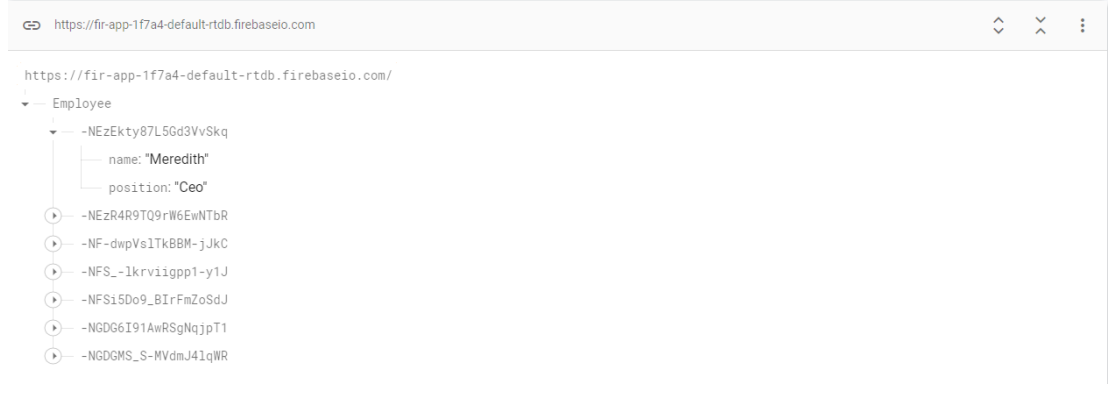 https://fir-app-1f7a4-default-rtdb.firebaseio.com
https://fir-app-1f7a4-default-rtdb.firebaseio.com/
Employee
-NEzEkty87L5Gd3VvSkq
name: "Meredith"
position: "Ceo"
-NEzR4R9TQ9rW6EwNTbR
-NF-dwpVslTkBBM-jJkC
-NFS_-lkrviigpp1-y1J
-NFSi5Do9_BIrFmZoSdJ
-NGDG6I91AwRSgNqjpT1
-NGDGMS_S-MVdmJ4lqWR